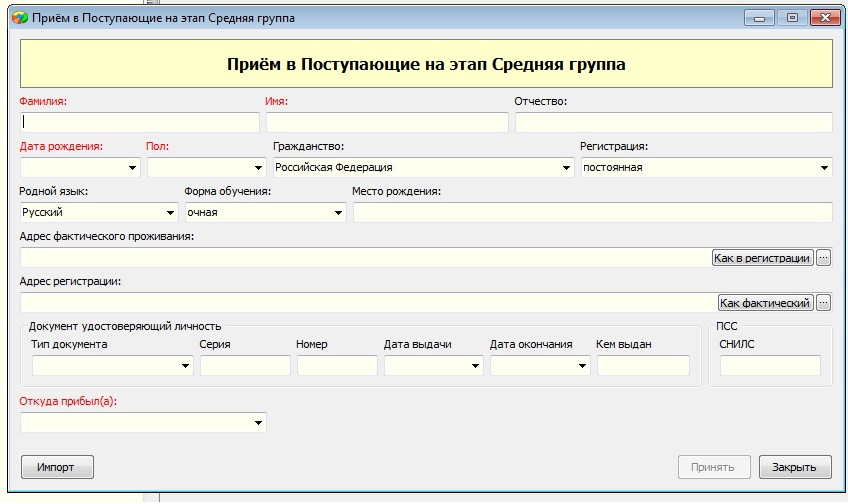 Приём в Поступающие на этап Средняя группа
Приём в Поступающие на этап Средняя группа
Фамилия: Имя: Отчество:
Дата рождения: Пол: Гражданство: Регистрация:
Российская Федерация постоянная
Родной язык: Форма обучения: Место рождения:
Русский очная
Адрес фактического проживания:
Как в регистрации ...
Адрес регистрации:
Как фактический ...
Документ удостоверяющий личность ПСС
Тип документа Серия Номер Дата выдачи Дата окончания Кем выдан СНИЛС
Откуда прибыл(а):
Импорт Принять Закрыть